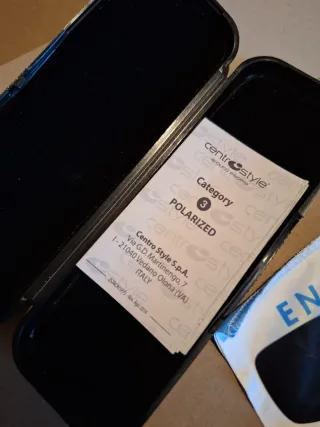 centrostyle®
Category
3
POLARIZED
Centro Style S.p.A.
Via G.D. Martinengo, 7
I - 21040 Vedano Olona (VA)
ITALY
EN